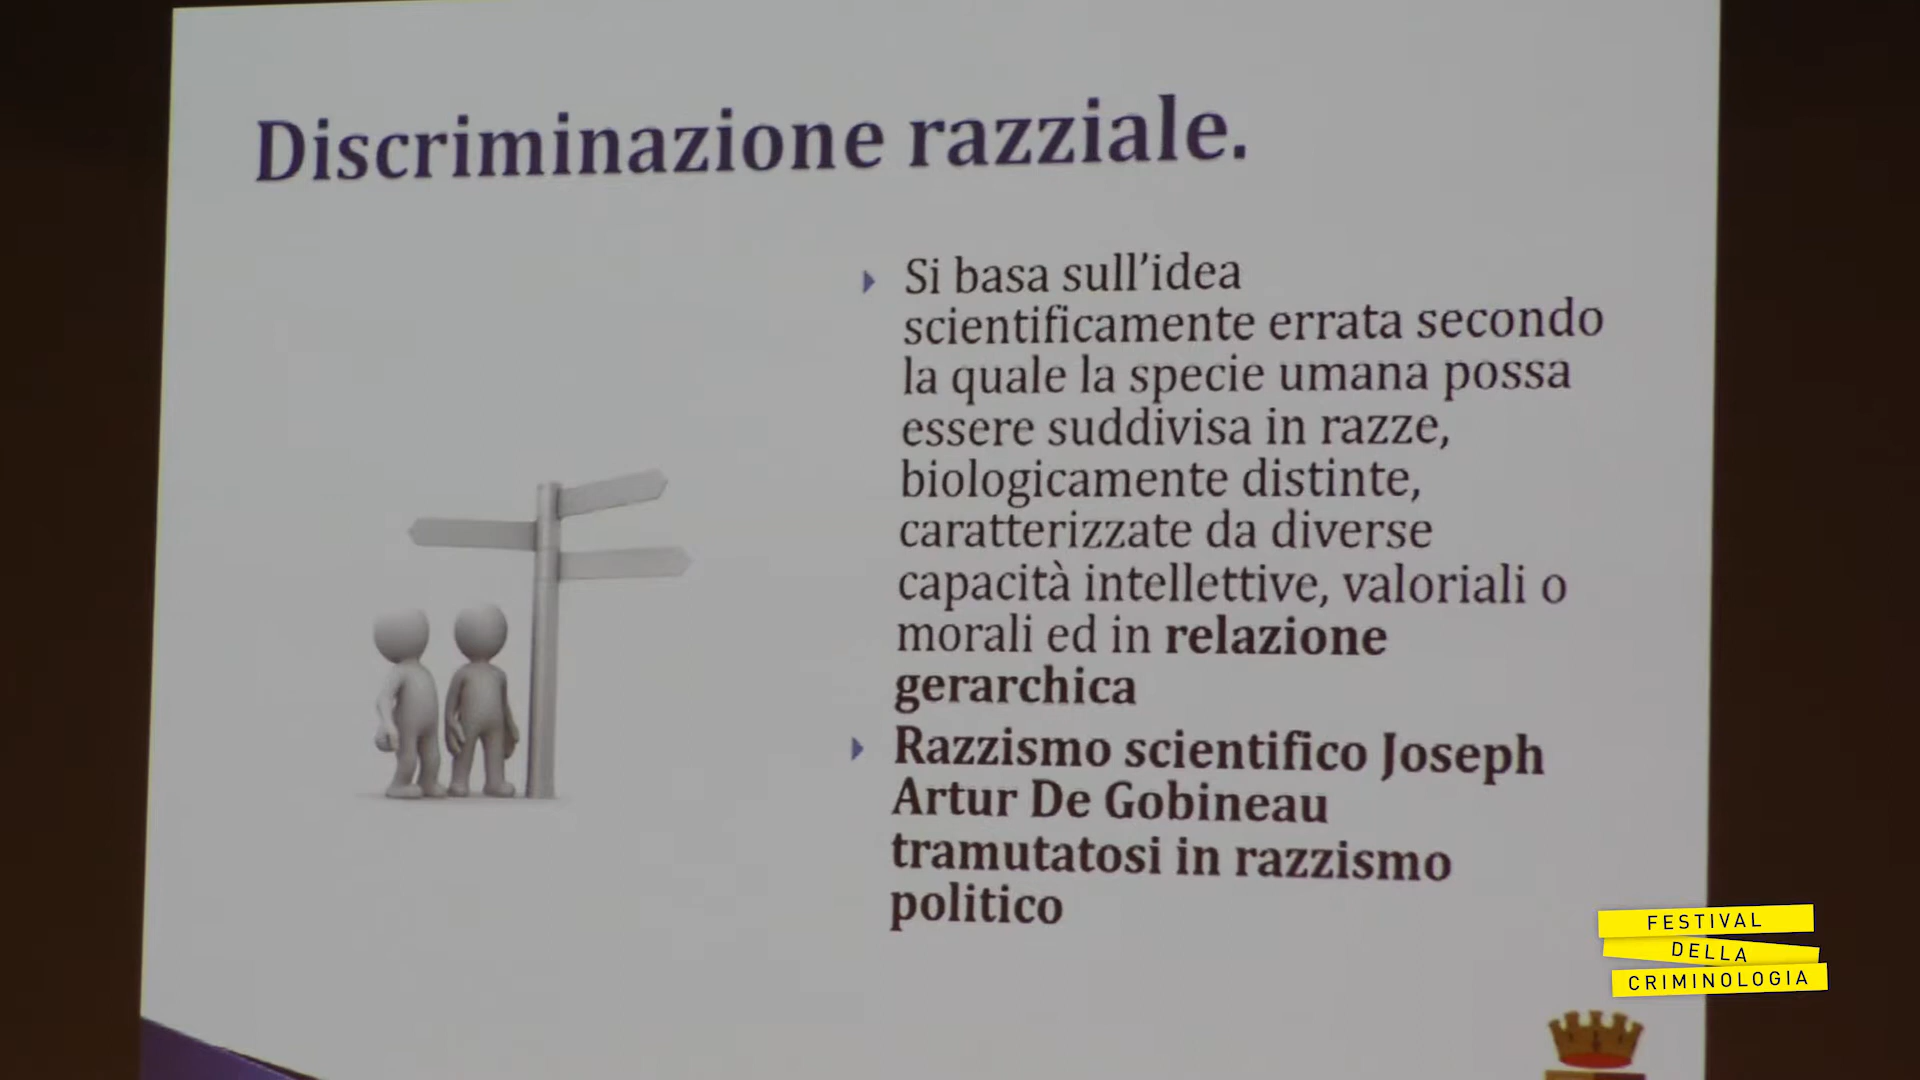 Discriminazione razziale.
Si basa sull'idea
scientificamente errata secondo
la quale la specie umana possa
essere suddivisa in razze,
biologicamente distinte,
caratterizzate da diverse
capacità intellettive, valoriali o
morali ed in relazione
gerarchica
Razzismo scientifico Joseph
Artur De Gobineau
tramutatosi in razzismo
politico
FESTIVAL
DELLA
CRIMINOLOGIA